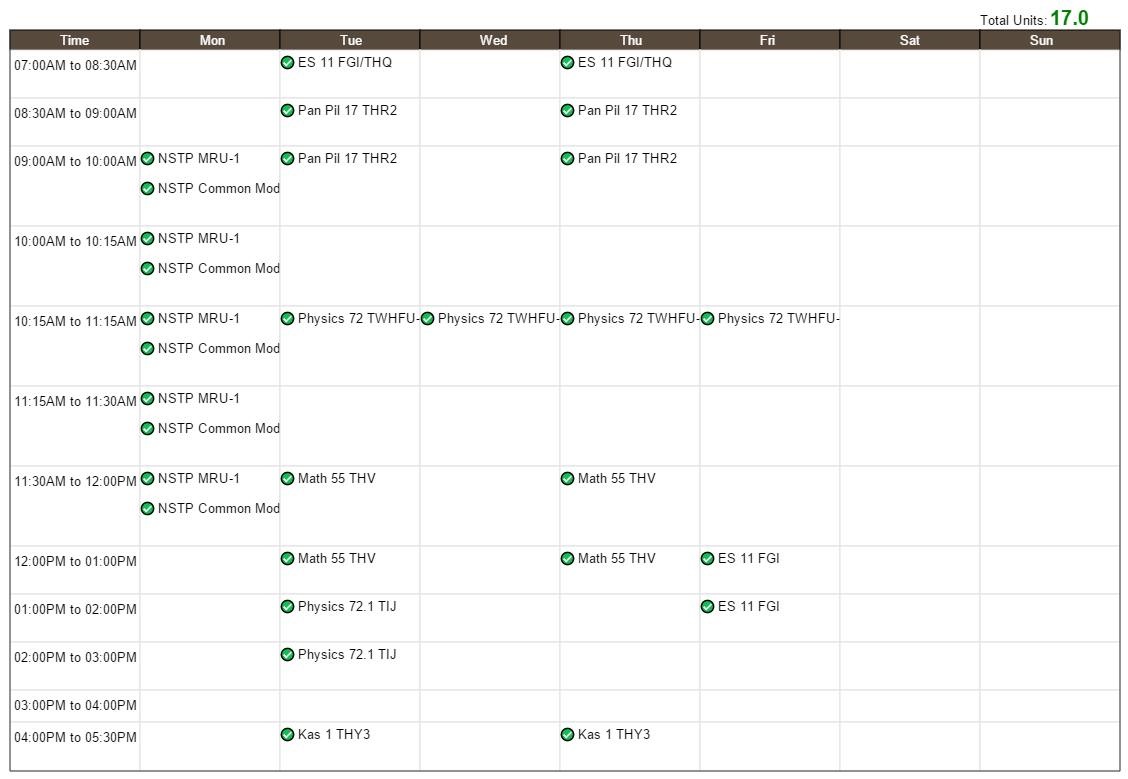 Total Units: 17.0
Time Mon Tue Wed Thu Fri Sat Sun
07:00AM to 08:30AM ES 11 FGI/THQ ES 11 FGI/THQ
08:30AM to 09:00AM Pan Pil 17 THR2 Pan Pil 17 THR2
09:00AM to 10:00AM NSTP MRU-1 Pan Pil 17 THR2 Pan Pil 17 THR2
NSTP Common Mod
10:00AM to 10:15AM NSTP MRU-1
NSTP Common Mod
10:15AM to 11:15AM NSTP MRU-1 Physics 72 TWHFU- Physics 72 TWHFU- Physics 72 TWHFU- Physics 72 TWHFU-
NSTP Common Mod
11:15AM to 11:30AM NSTP MRU-1
NSTP Common Mod
11:30AM to 12:00PM NSTP MRU-1 Math 55 THV Math 55 THV
NSTP Common Mod
12:00PM to 01:00PM Math 55 THV Math 55 THV ES 11 FGI
01:00PM to 02:00PM Physics 72.1 TIJ ES 11 FGI
02:00PM to 03:00PM Physics 72.1 TIJ
03:00PM to 04:00PM
04:00PM to 05:30PM Kas 1 THY3 Kas 1 THY3